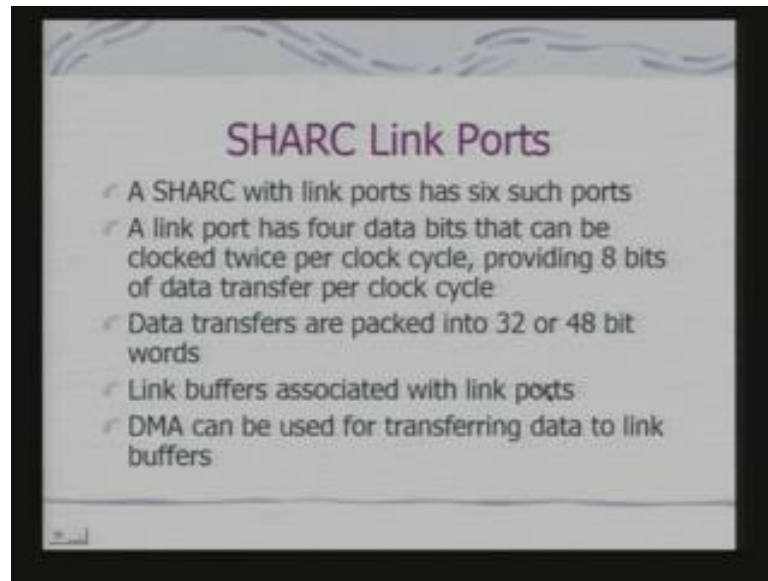 SHARC Link Ports
A SHARC with link ports has six such ports
A link port has four data bits that can be
clocked twice per clock cycle, providing 8 bits
of data transfer per clock cycle
Data transfers are packed into 32 or 48 bit
words
Link buffers associated with link ports
DMA can be used for transferring data to link
buffers